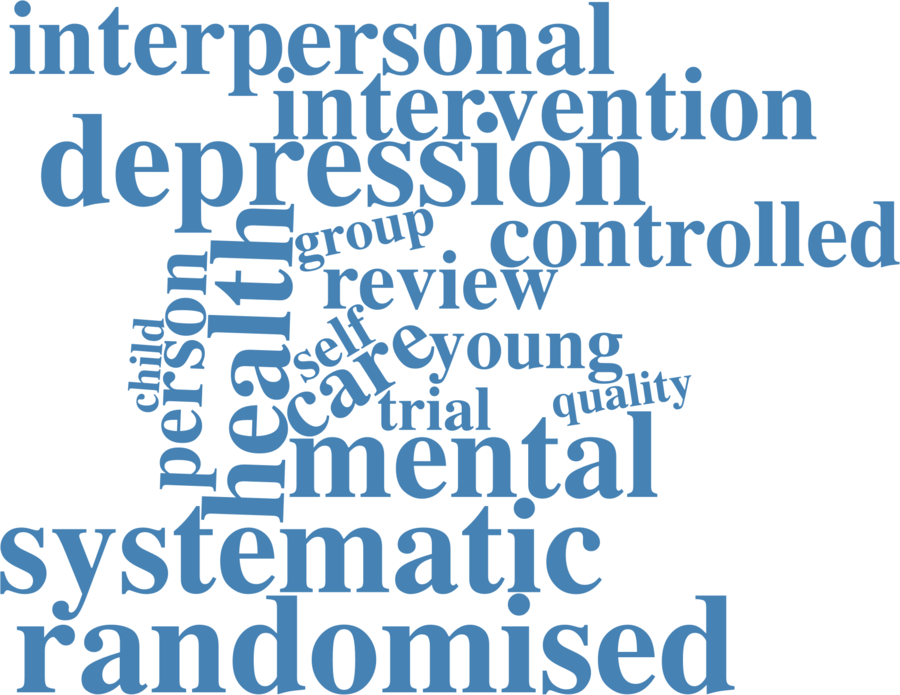 interpersonal
intervention
depression
group
controlled
health
review
person
child
self
care
young
quality
trial
mental
systematic
randomised